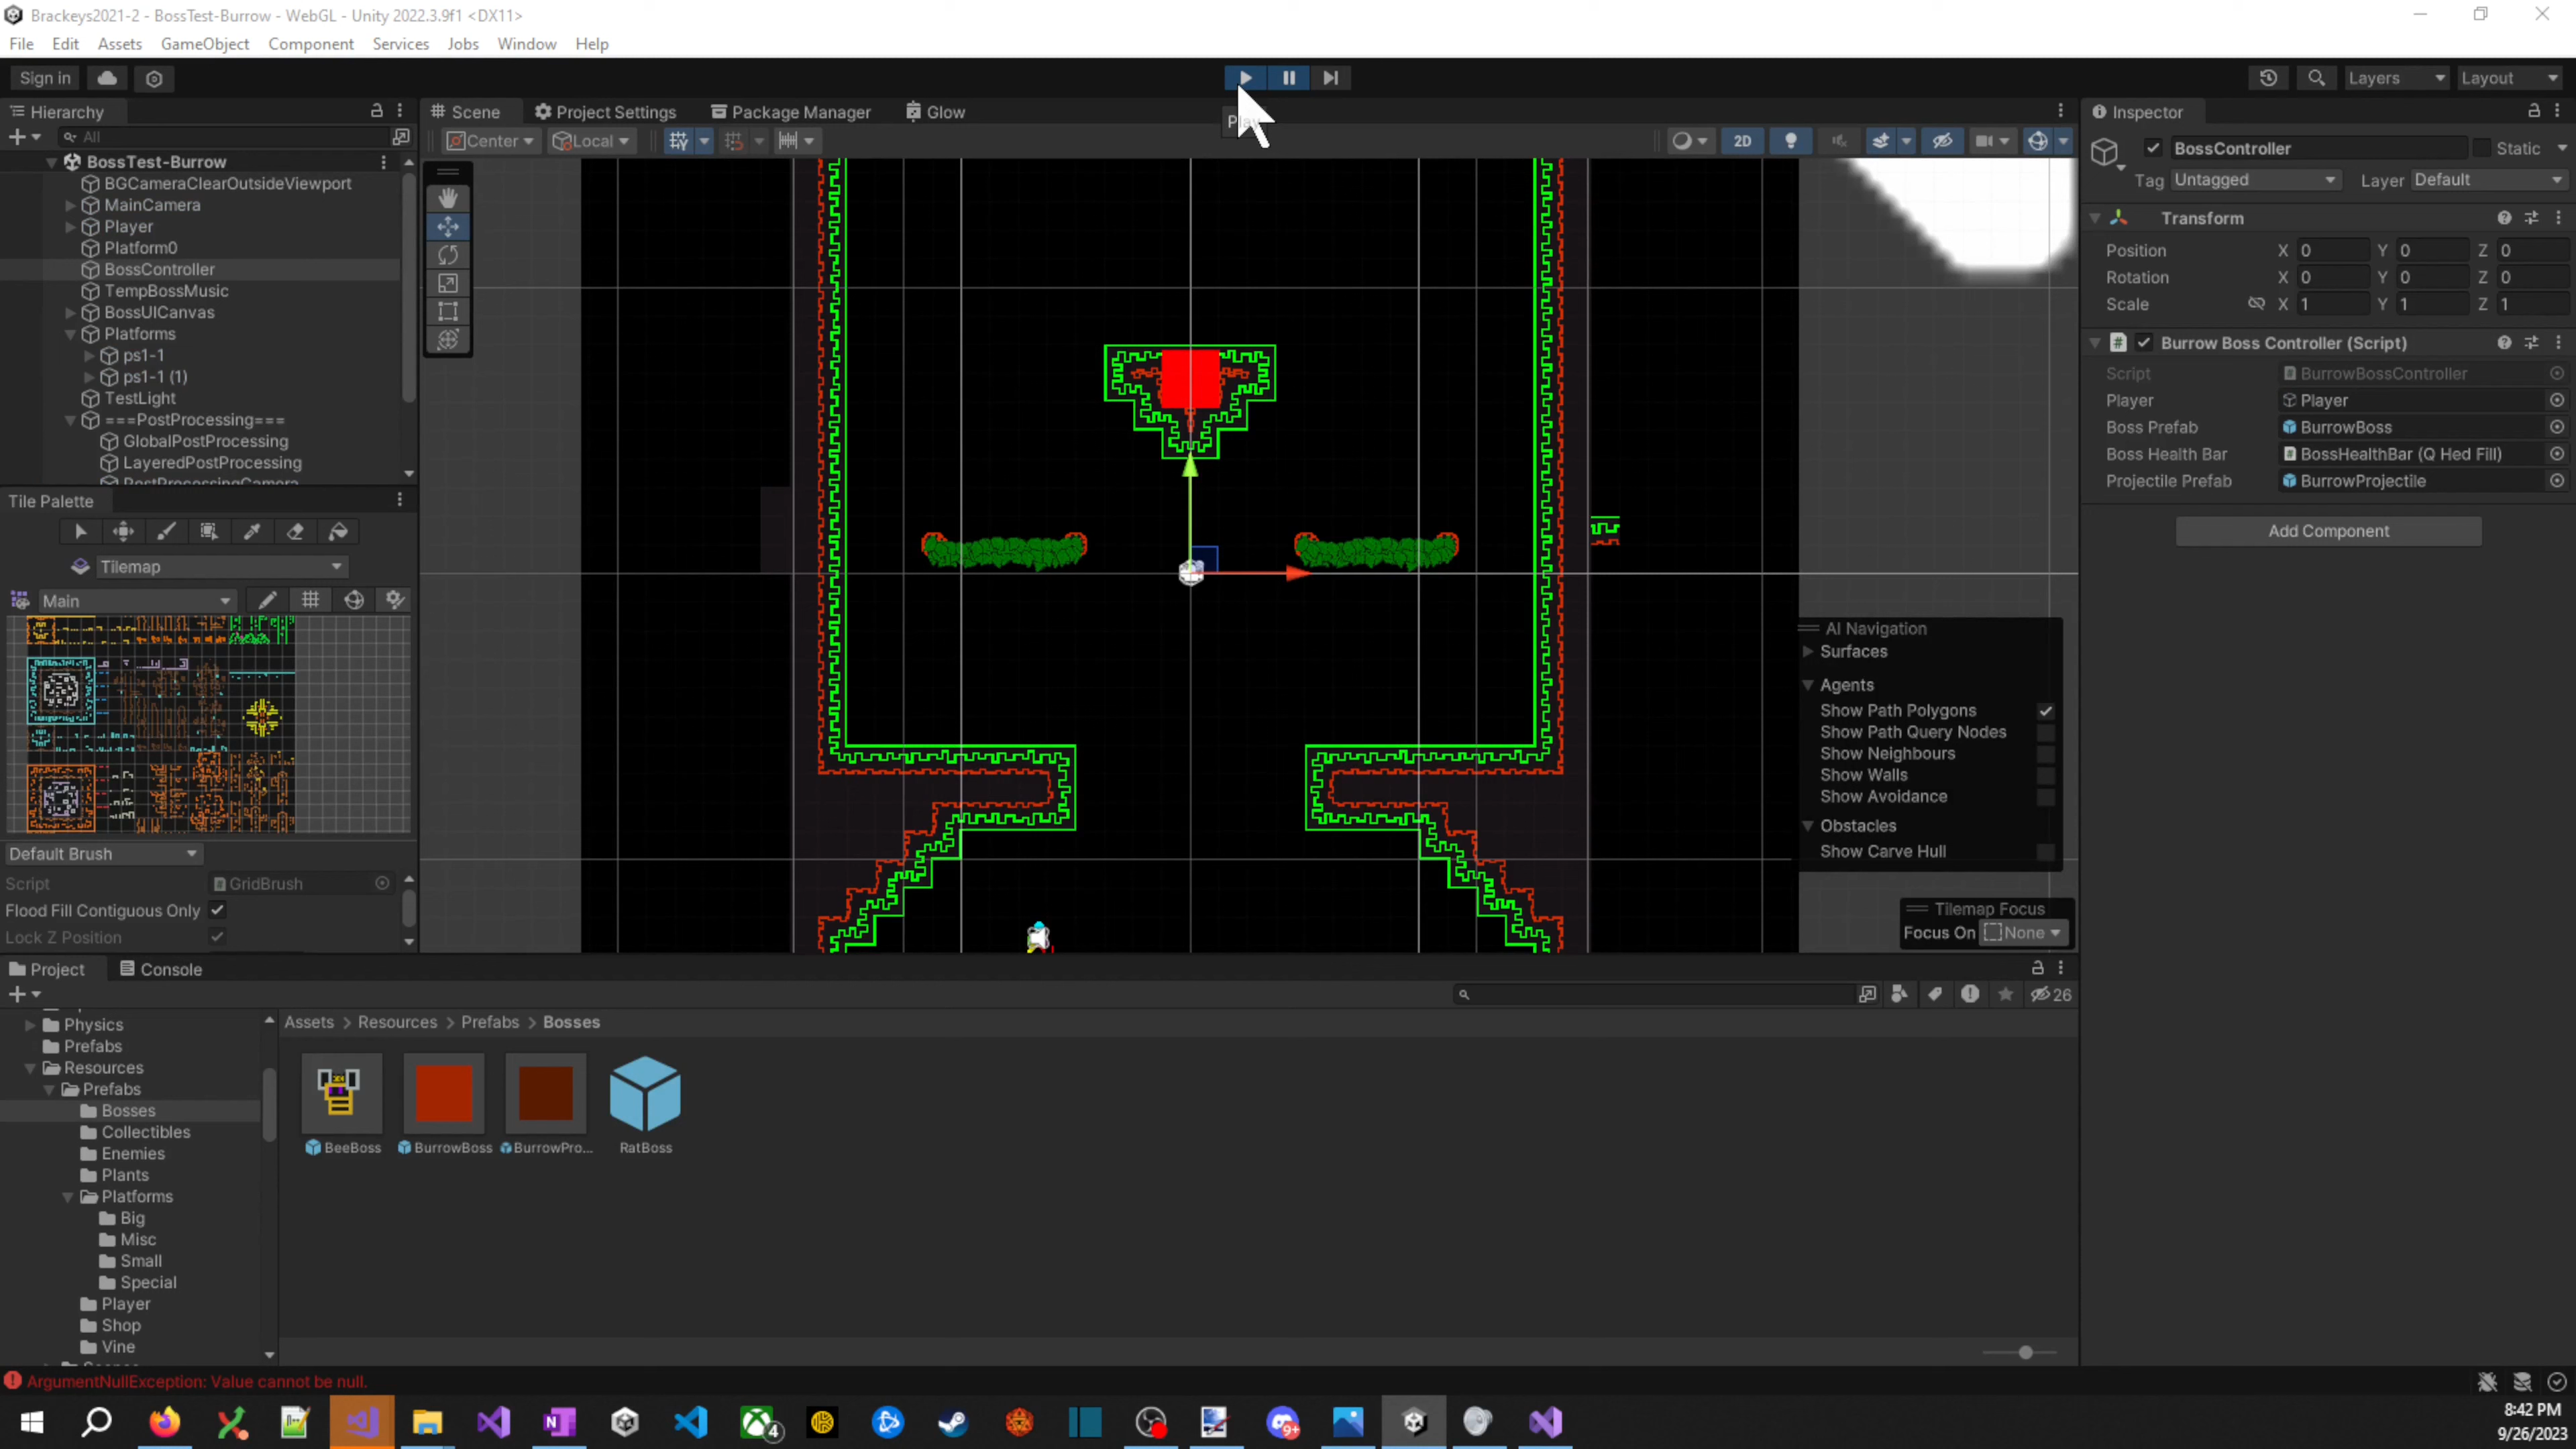 Brackeys2021-2 - BossTest-Burrow - WebGL - Unity 2022.3.9f1 <DX11>
File Edit Assets GameObject Component Services Jobs Window Help
Sign in
Layers Layout
Hierarchy
Scene Project Settings Package Manager Glow
Inspector
All
Center Local 2D
BossController Static
Tag Untagged Layer Default
BossTest-Burrow
BGCameraClearOutsideViewport
MainCamera
Player
Platform0
BossController
TempBossMusic
BossUICanvas
Platforms
ps1-1
ps1-1 (1)
TestLight
===PostProcessing===
GlobalPostProcessing
LayeredPostProcessing
PostProcessingCamera
Transform
Position X 0 Y 0 Z 0
Rotation X 0 Y 0 Z 0
Scale X 1 Y 1 Z 1
Burrow Boss Controller (Script)
Script BurrowBossController
Player Player
Boss Prefab BurrowBoss
Boss Health Bar BossHealthBar (Q Hed Fill)
Projectile Prefab BurrowProjectile
Add Component
Tile Palette
Tilemap
Main
Default Brush
Script GridBrush
Flood Fill Contiguous Only
Lock Z Position
AI Navigation
Surfaces
Agents
Show Path Polygons
Show Path Query Nodes
Show Neighbours
Show Walls
Show Avoidance
Obstacles
Show Carve Hull
Tilemap Focus
Focus On None
Project Console
26
Physics
Prefabs
Resources
Prefabs
Bosses
Collectibles
Enemies
Plants
Platforms
Big
Misc
Small
Special
Player
Shop
Vine
Assets > Resources > Prefabs > Bosses
BeeBoss BurrowBoss BurrowPro... RatBoss
ArgumentNullException: Value cannot be null.
4
9+
8:42 PM
9/26/2023